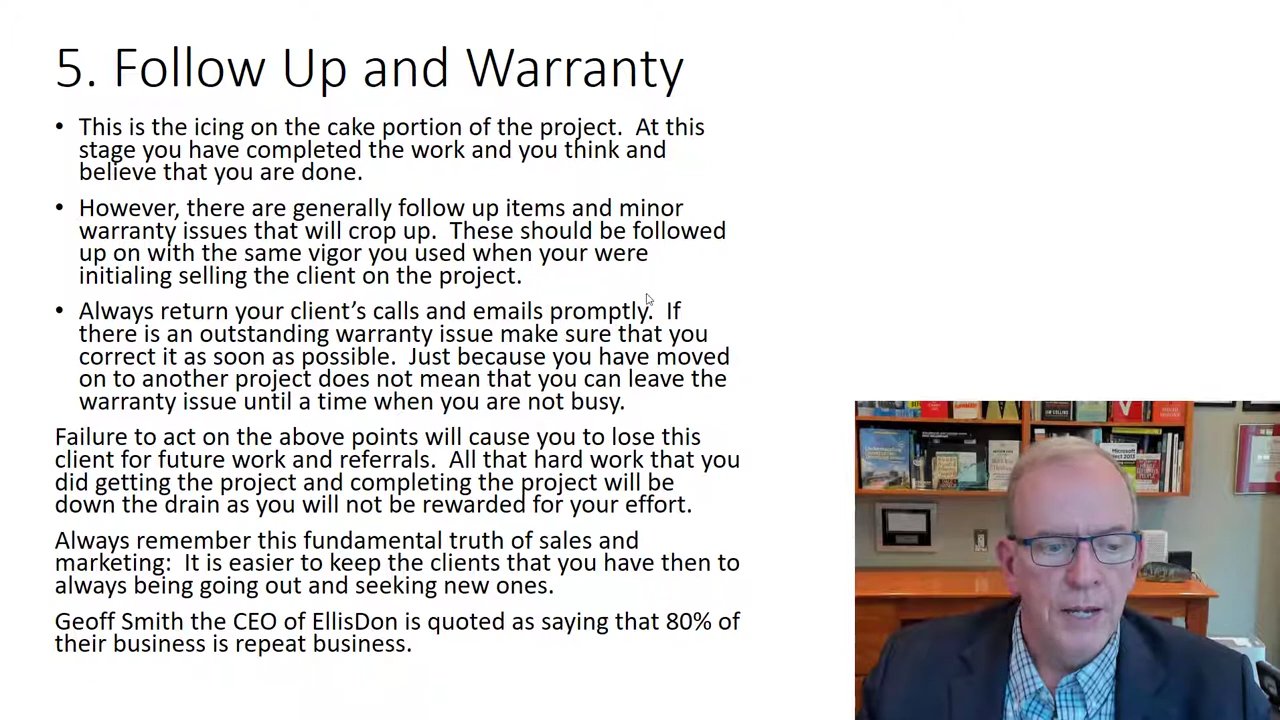 5. Follow Up and Warranty
• This is the icing on the cake portion of the project.  At this
stage you have completed the work and you think and
believe that you are done.
• However, there are generally follow up items and minor
warranty issues that will crop up.  These should be followed
up on with the same vigor you used when your were
initialing selling the client on the project.
• Always return your client’s calls and emails promptly.  If
there is an outstanding warranty issue make sure that you
correct it as soon as possible.  Just because you have moved
on to another project does not mean that you can leave the
warranty issue until a time when you are not busy.
Failure to act on the above points will cause you to lose this
client for future work and referrals.  All that hard work that you
did getting the project and completing the project will be
down the drain as you will not be rewarded for your effort.
Always remember this fundamental truth of sales and
marketing:  It is easier to keep the clients that you have then to
always being going out and seeking new ones.
Geoff Smith the CEO of EllisDon is quoted as saying that 80% of
their business is repeat business.
JIM COLLINS
Microsoft